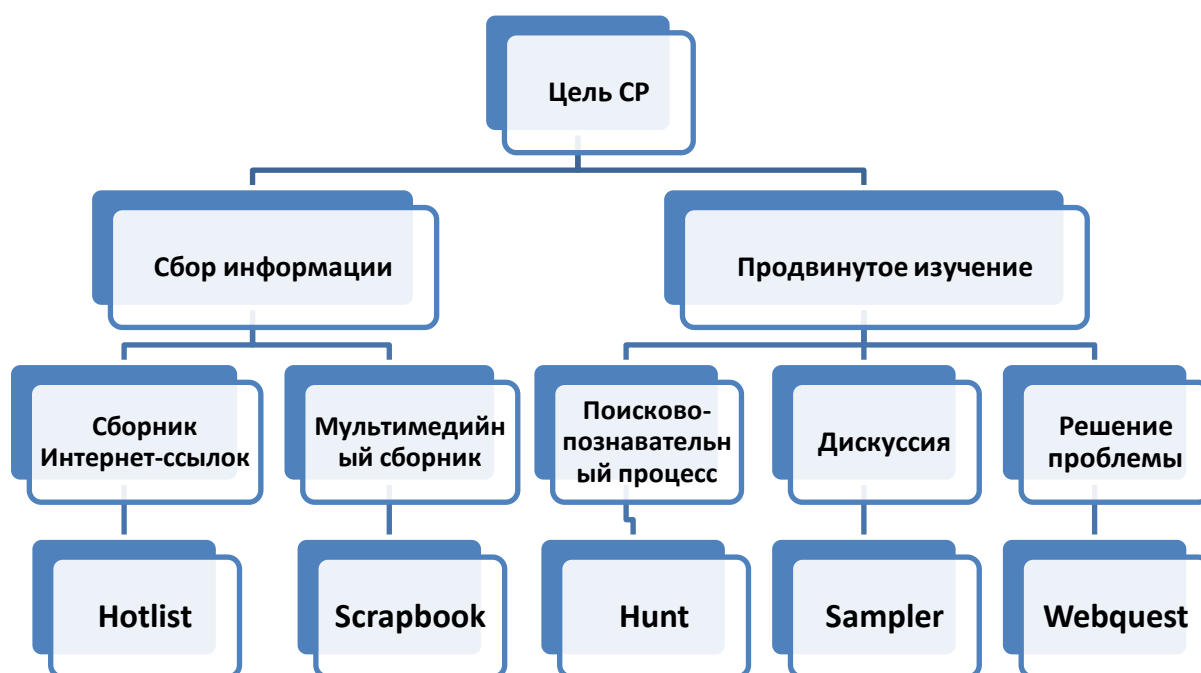 Цель СР
Сбор информации
Продвинутое изучение
Сборник
Интернет-ссылок
Мультимедийн
ый сборник
Поисково-
познавательн
ый процесс
Дискуссия
Решение
проблемы
Hotlist
Scrapbook
Hunt
Sampler
Webquest